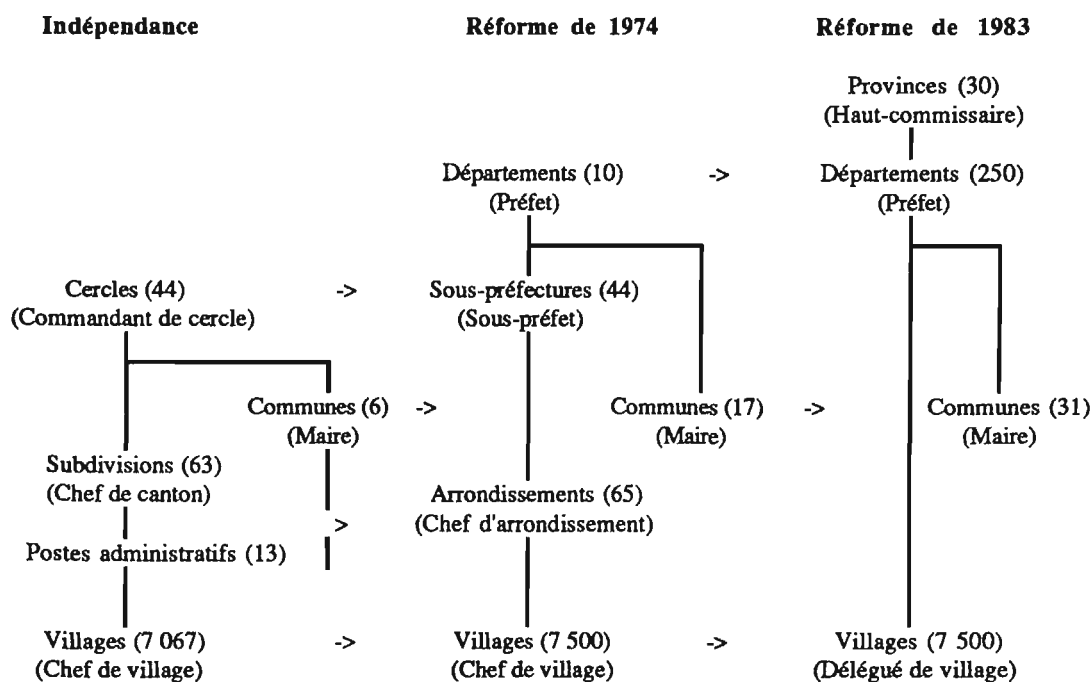 Indépendance
Réforme de 1974
Réforme de 1983
Provinces (30)
(Haut-commissaire)
Départements (10)
->
Départements (250)
(Préfet)
(Préfet)
Cercles (44)
->
Sous-préfectures (44)
(Commandant de cercle)
(Sous-préfet)
Communes (6)
->
Communes (17)
->
Communes (31)
(Maire)
(Maire)
(Maire)
Subdivisions (63)
(Chef de canton)
Arrondissements (65)
(Chef d'arrondissement)
>
Postes administratifs (13)
Villages (7 067)
->
Villages (7 500)
->
Villages (7 500)
(Chef de village)
(Chef de village)
(Délégué de village)